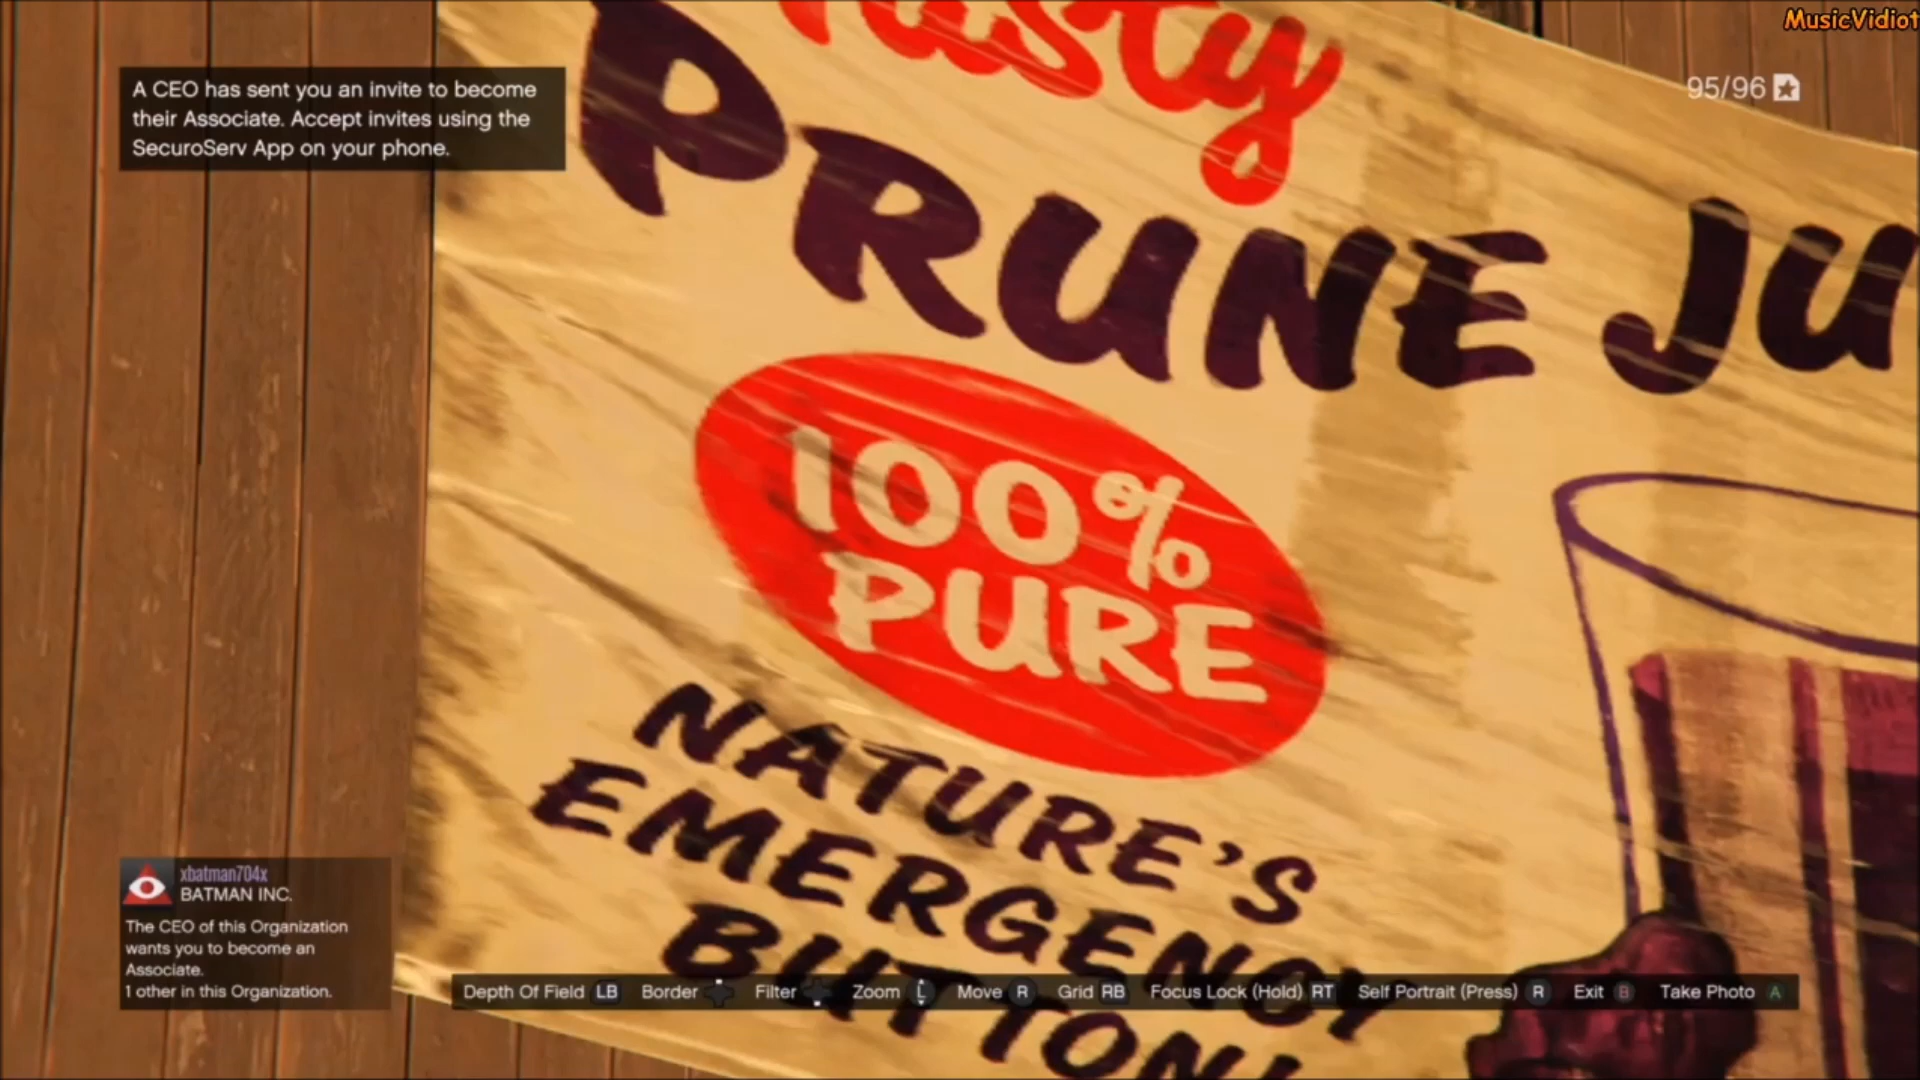 MusicVidiot
A CEO has sent you an invite to become
their Associate. Accept invites using the
SecuroServ App on your phone.
95/96
Tasty
PRUNE JU
100%
PURE
NATURE'S
EMERGENCY
BUTTON!
xbatman704x
BATMAN INC.
The CEO of this Organization
wants you to become an
Associate.
1 other in this Organization.
Depth Of Field LB Border Filter Zoom L Move R Grid RB Focus Lock (Hold) RT Self Portrait (Press) R Exit B Take Photo A